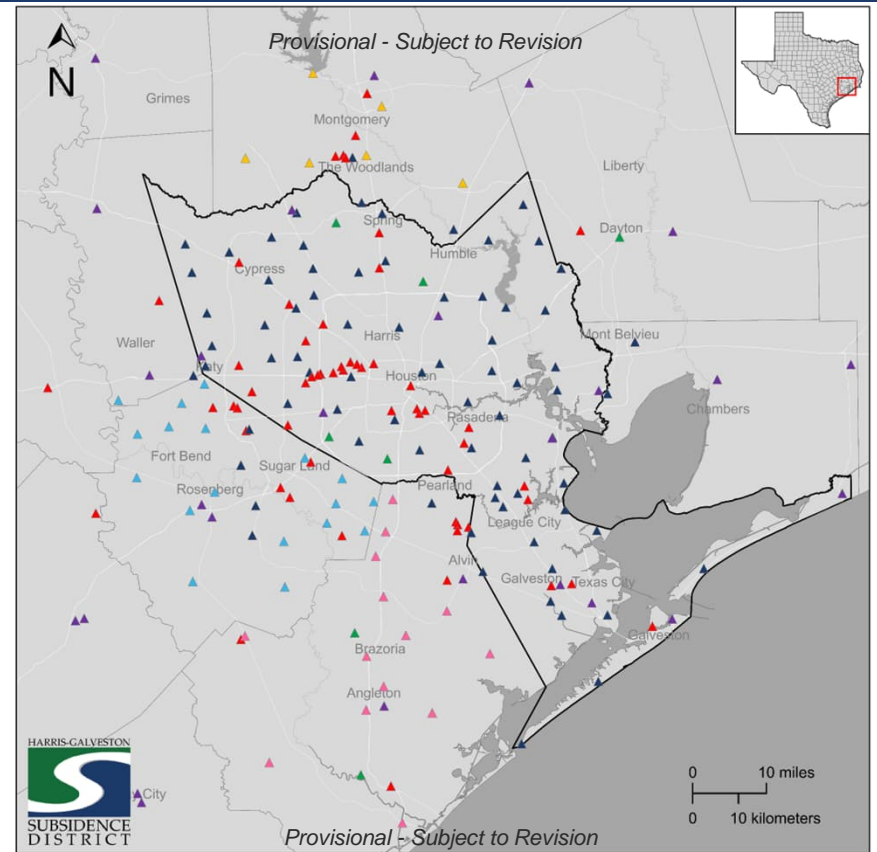 Provisional - Subject to Revision
N
Grimes
Montgomery
The Woodlands
Liberty
Spring
Dayton
Humble
Cypress
Harris
Mont Belvieu
Waller
Katy
Houston
Chambers
Pasadena
Fort Bend
Sugar Land
Rosenberg
Pearland
League City
Alvin
Galveston
Texas City
Galveston
Brazoria
Angleton
HARRIS-GALVESTON
SUBSIDENCE
DISTRICT
City
0 10 miles
0 10 kilometers
Provisional - Subject to Revision